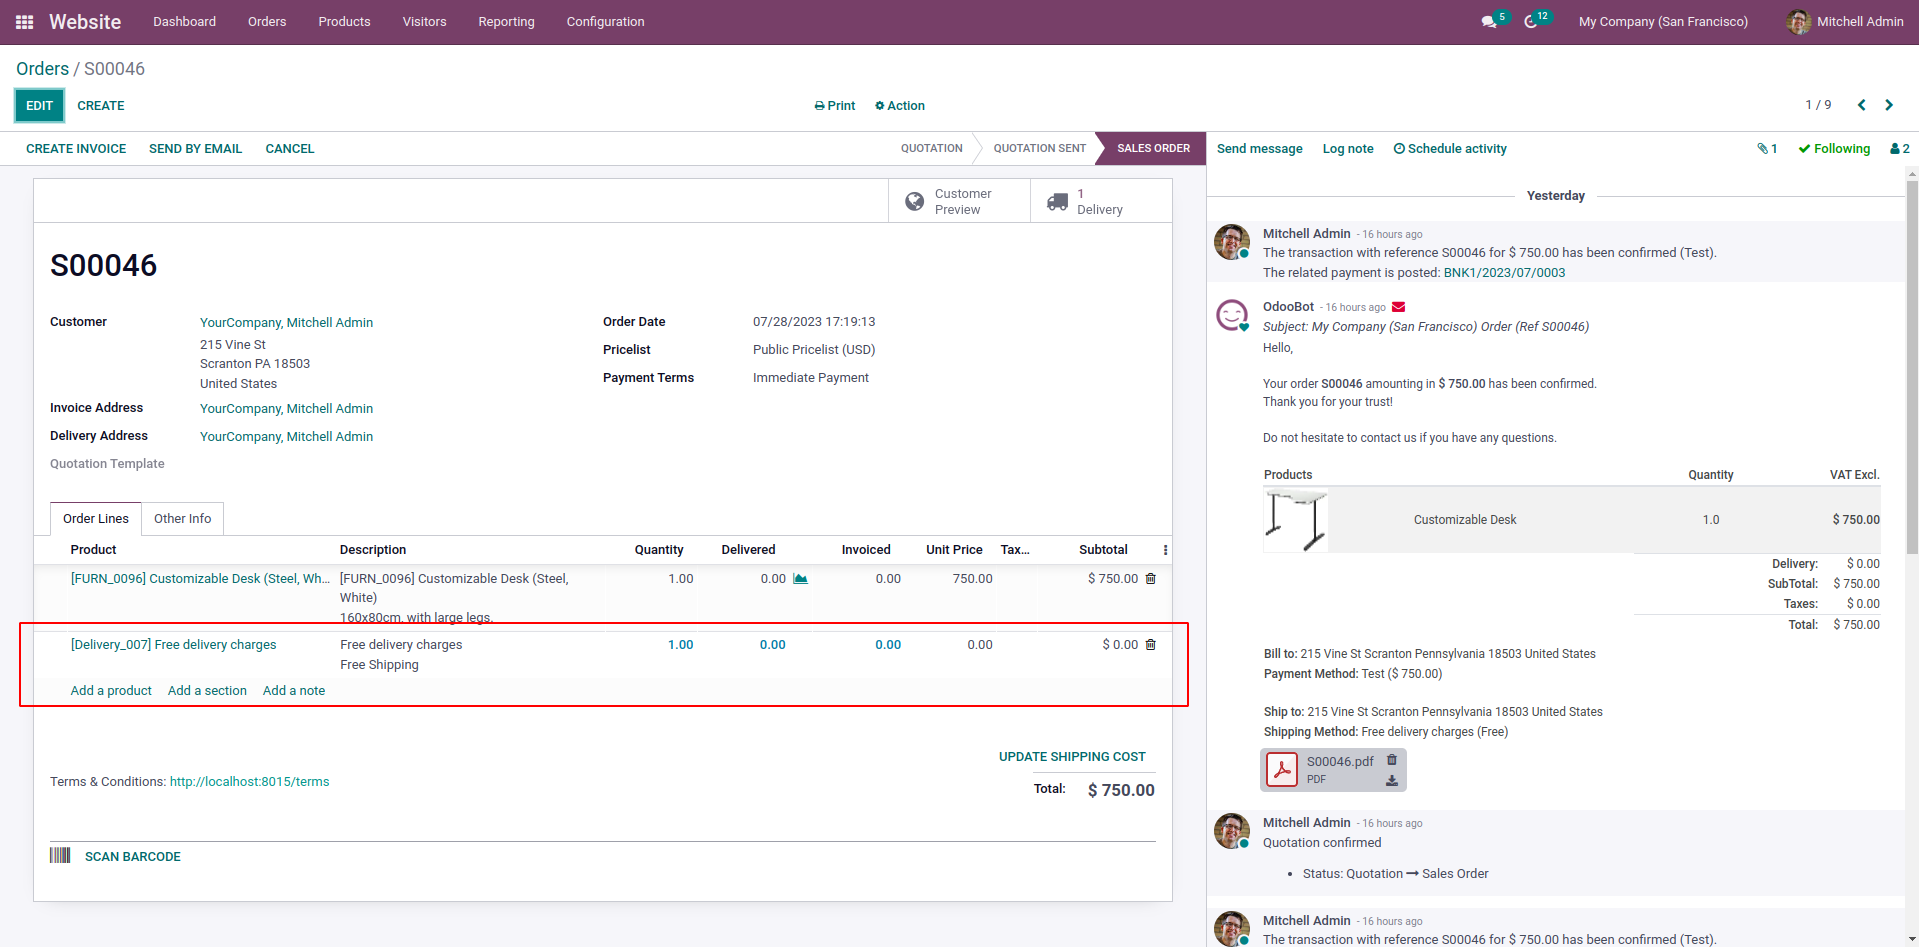 Website Dashboard Orders Products Visitors Reporting Configuration 5 12 My Company (San Francisco) Mitchell Admin
Orders / S00046
EDIT CREATE Print Action 1 / 9
CREATE INVOICE SEND BY EMAIL CANCEL QUOTATION QUOTATION SENT SALES ORDER
Customer Preview
1 Delivery
S00046
Customer YourCompany, Mitchell Admin
215 Vine St
Scranton PA 18503
United States
Invoice Address YourCompany, Mitchell Admin
Delivery Address YourCompany, Mitchell Admin
Quotation Template
Order Date 07/28/2023 17:19:13
Pricelist Public Pricelist (USD)
Payment Terms Immediate Payment
Order Lines Other Info
Product Description Quantity Delivered Invoiced Unit Price Tax... Subtotal
[FURN_0096] Customizable Desk (Steel, Wh... [FURN_0096] Customizable Desk (Steel, 1.00 0.00 0.00 750.00 $ 750.00
White)
160x80cm, with large legs.
[Delivery_007] Free delivery charges Free delivery charges 1.00 0.00 0.00 0.00 $ 0.00
Free Shipping
Add a product Add a section Add a note
UPDATE SHIPPING COST
Terms & Conditions: http://localhost:8015/terms
Total: $ 750.00
SCAN BARCODE
Send message Log note Schedule activity 1 Following 2
Yesterday
Mitchell Admin - 16 hours ago
The transaction with reference S00046 for $ 750.00 has been confirmed (Test).
The related payment is posted: BNK1/2023/07/0003
OdooBot - 16 hours ago
Subject: My Company (San Francisco) Order (Ref S00046)
Hello,
Your order S00046 amounting in $ 750.00 has been confirmed.
Thank you for your trust!
Do not hesitate to contact us if you have any questions.
Products Quantity VAT Excl.
Customizable Desk 1.0 $ 750.00
Delivery: $ 0.00
SubTotal: $ 750.00
Taxes: $ 0.00
Total: $ 750.00
Bill to: 215 Vine St Scranton Pennsylvania 18503 United States
Payment Method: Test ($ 750.00)
Ship to: 215 Vine St Scranton Pennsylvania 18503 United States
Shipping Method: Free delivery charges (Free)
S00046.pdf
PDF
Mitchell Admin - 16 hours ago
Quotation confirmed
• Status: Quotation → Sales Order
Mitchell Admin - 16 hours ago
The transaction with reference S00046 for $ 750.00 has been confirmed (Test).